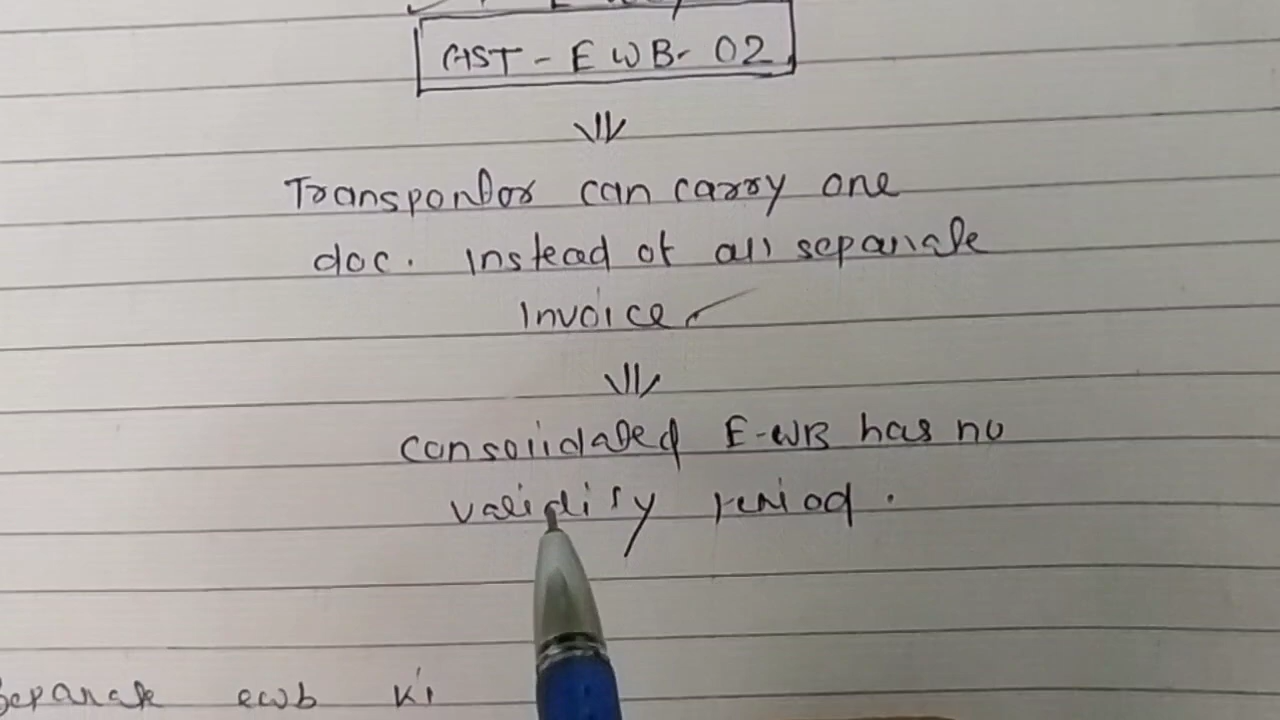 GST - EWB- 02
Transportor can carry one
doc. instead of all separate
invoice
consolidated E-WB has no
validity period.
Separate ewb ki